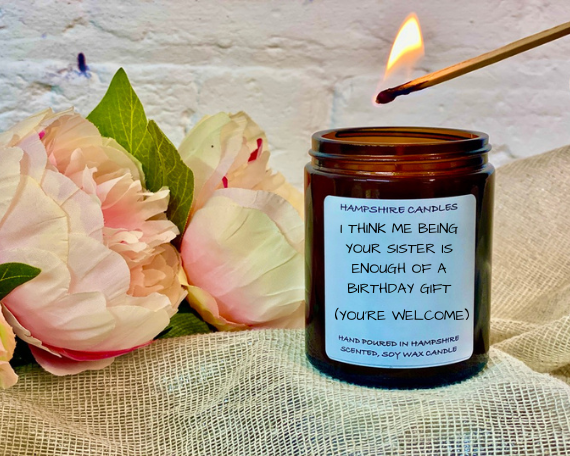 HAMPSHIRE CANDLES
I THINK ME BEING
YOUR SISTER IS
ENOUGH OF A
BIRTHDAY GIFT
(YOU'RE WELCOME)
HAND POURED IN HAMPSHIRE
SCENTED, SOY WAX CANDLE